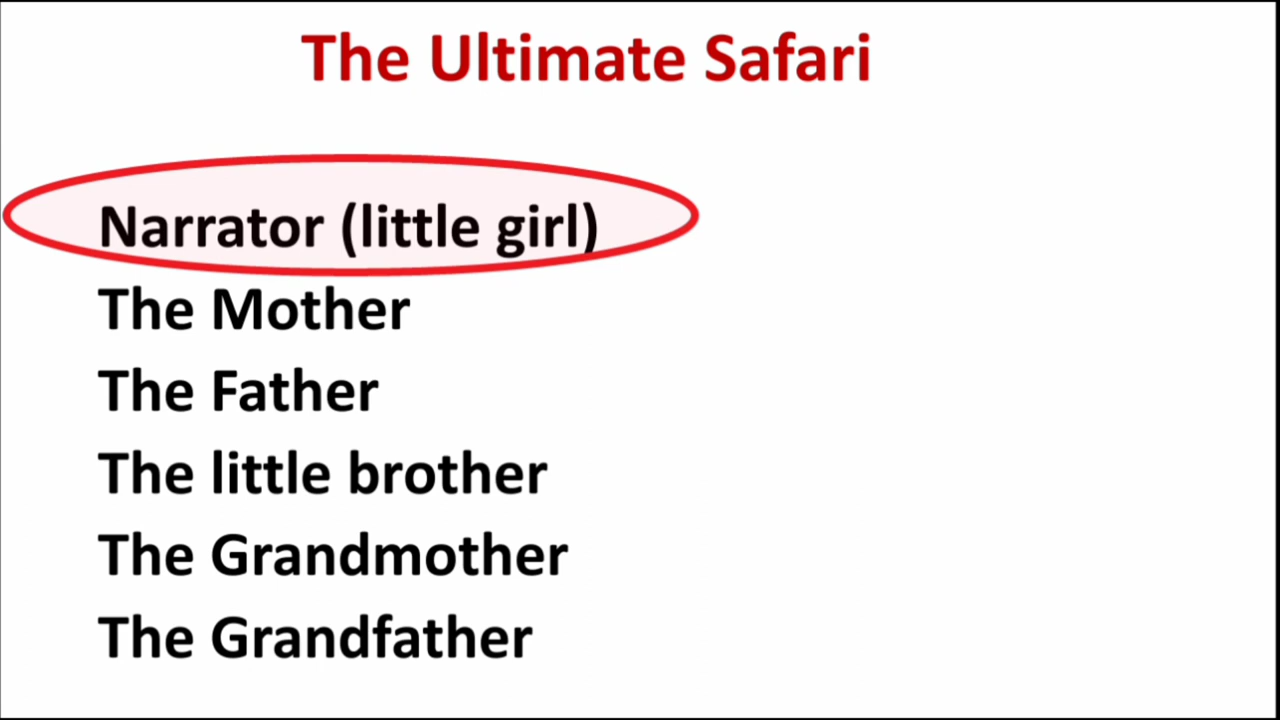 The Ultimate Safari
Narrator (little girl)
The Mother
The Father
The little brother
The Grandmother
The Grandfather